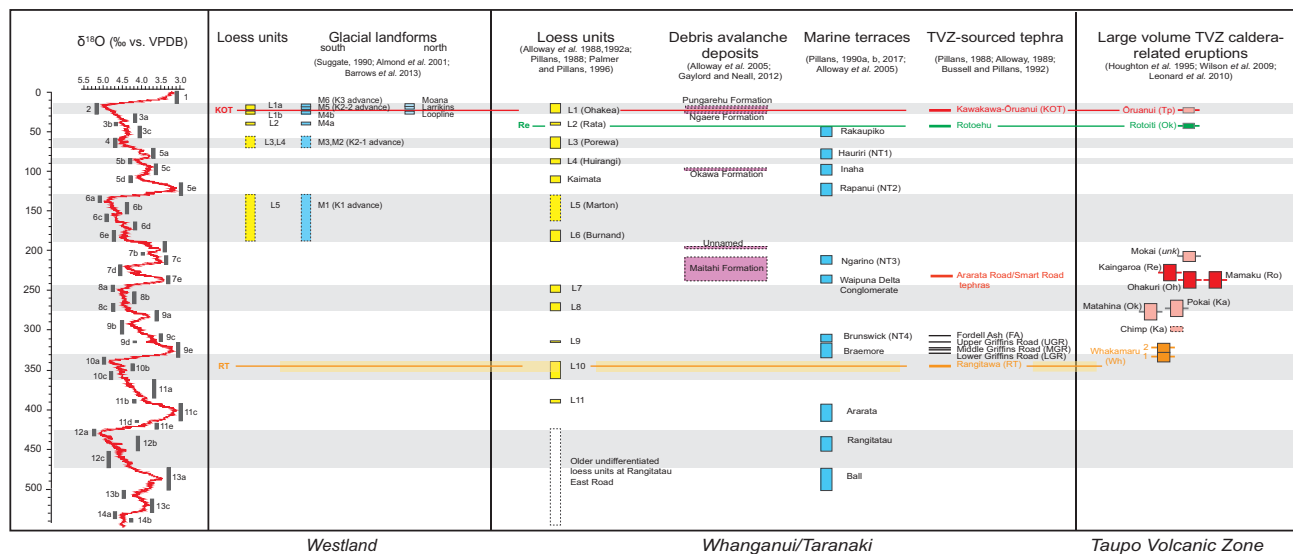 δ18O (‰ vs. VPDB)
5.5 5.0 4.5 4.0 3.5 3.0
0
50
100
150
200
250
300
350
400
450
500
1
2
3a
3b
3c
4
5a
5b
5c
5d
5e
6a
6b
6c
6d
6e
7b
7c
7d
7e
8a
8b
8c
9a
9b
9c
9d
9e
10a
10b
10c
11a
11b
11c
11d
11e
12a
12b
12c
13a
13b
13c
14a
14b
Loess units
Glacial landforms
south
north
(Suggate, 1990; Almond et al. 2001;
Barrows et al. 2013)
KOT
L1a
L1b
L2
L3,L4
L5
RT
M6 (K3 advance)
M5 (K2-2 advance)
M4b
M4a
M3,M2 (K2-1 advance)
M1 (K1 advance)
Moana
Larrikins
Loopline
Loess units
(Alloway et al. 1988,1992a;
Pillans, 1988; Palmer
and Pillans, 1996)
Re
L1 (Ohakea)
L2 (Rata)
L3 (Porewa)
L4 (Huirangi)
Kaimata
L5 (Marton)
L6 (Burnand)
L7
L8
L9
L10
L11
Older undifferentiated
loess units at Rangitatau
East Road
Debris avalanche
deposits
(Alloway et al. 2005;
Gaylord and Neall, 2012)
Pungarehu Formation
Ngaere Formation
Okawa Formation
Unnamed
Maitahi Formation
Marine terraces
(Pillans, 1990a, b, 2017;
Alloway et al. 2005)
Rakaupiko
Hauriri (NT1)
Inaha
Rapanui (NT2)
Ngarino (NT3)
Waipuna Delta
Conglomerate
Brunswick (NT4)
Braemore
Ararata
Rangitatau
Ball
TVZ-sourced tephra
(Pillans, 1988; Alloway, 1989;
Bussell and Pillans, 1992)
Kawakawa-Ōruanui (KOT)
Rotoehu
Ararata Road/Smart Road
tephras
Fordell Ash (FA)
Upper Griffins Road (UGR)
Middle Griffins Road (MGR)
Lower Griffins Road (LGR)
Rangitawa (RT)
Large volume TVZ caldera-
related eruptions
(Houghton et al. 1995; Wilson et al. 2009;
Leonard et al. 2010)
Ōruanui (Tp)
Rotoiti (Ok)
Mokai (unk)
Kaingaroa (Re)
Mamaku (Ro)
Ohakuri (Oh)
Matahina (Ok)
Pokai (Ka)
Chimp (Ka)
Whakamaru
(Wh)
2
1
Westland
Whanganui/Taranaki
Taupo Volcanic Zone